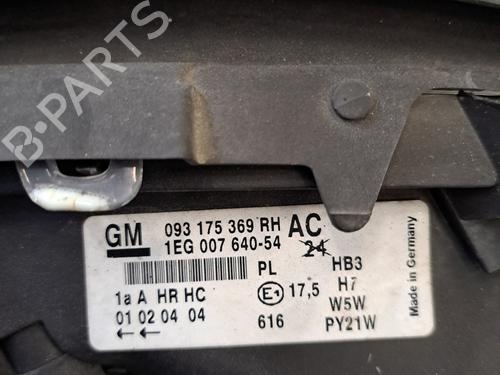 B-PARTS
GM 093 175 369 RH AC
1EG 007 640-54 24
PL HB3
1a A HR HC E1 17,5 H7
W5W
01 02 04 04 616 PY21W
Made in Germany